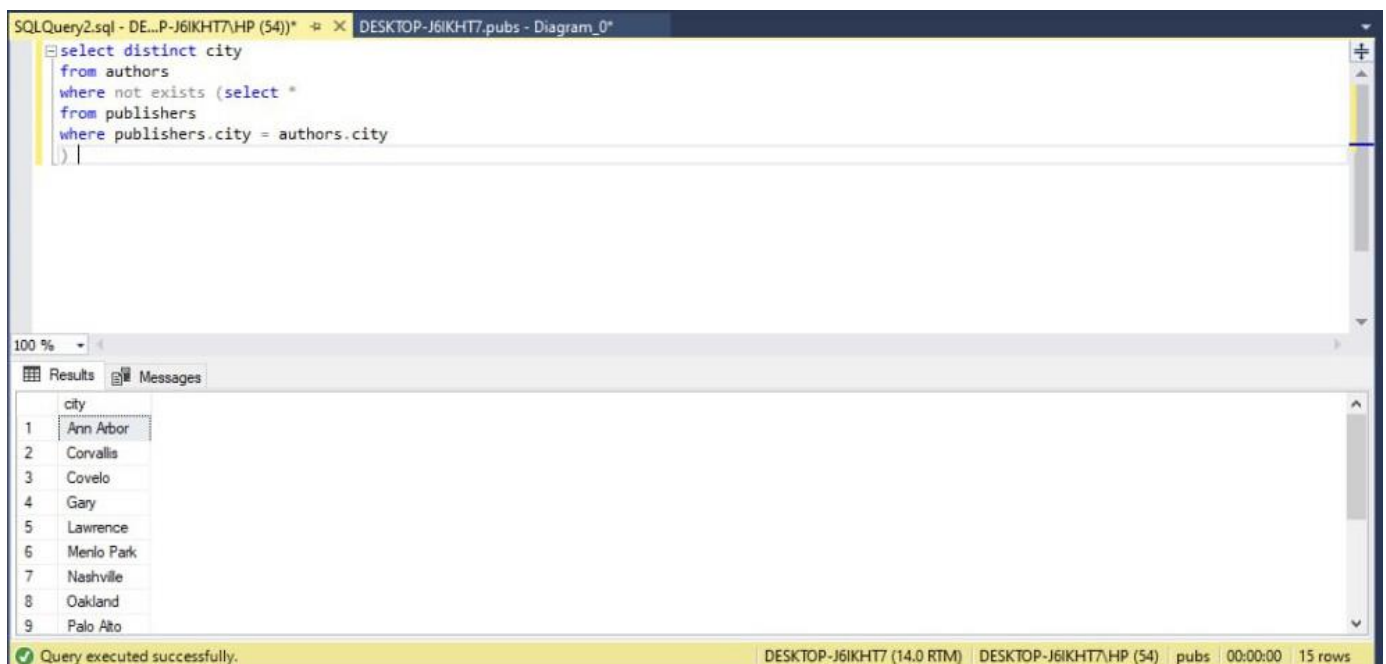 SQLQuery2.sql - DE...P-J6IKHT7\HP (54))* DESKTOP-J6IKHT7.pubs - Diagram_0*
select distinct city
from authors
where not exists (select *
from publishers
where publishers.city = authors.city
)
100 %
Results Messages
city
1 Ann Arbor
2 Corvallis
3 Covelo
4 Gary
5 Lawrence
6 Menlo Park
7 Nashville
8 Oakland
9 Palo Alto
Query executed successfully. DESKTOP-J6IKHT7 (14.0 RTM) DESKTOP-J6IKHT7\HP (54) pubs 00:00:00 15 rows